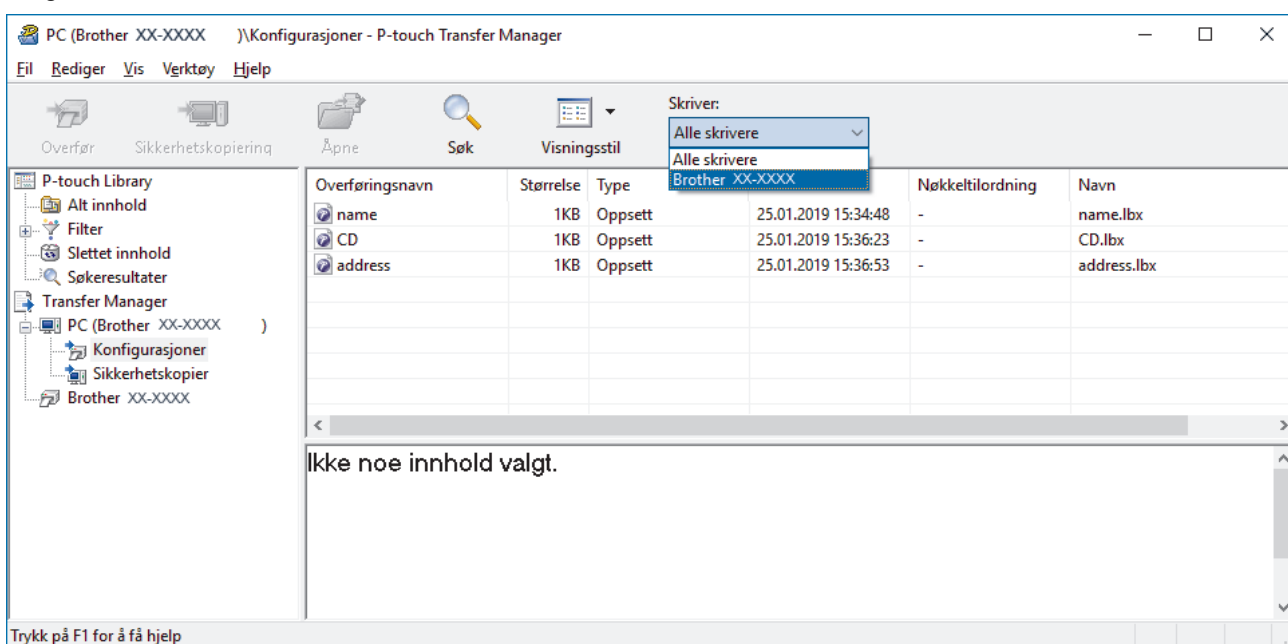 PC (Brother XX-XXXX )\Konfigurasjoner - P-touch Transfer Manager
Fil Rediger Vis Verktøy Hjelp
Overfør Sikkerhetskopiering Åpne Søk Visningsstil
Skriver:
Alle skrivere
Alle skrivere
Brother XX-XXXX
P-touch Library
Alt innhold
Filter
Slettet innhold
Søkeresultater
Transfer Manager
PC (Brother XX-XXXX )
Konfigurasjoner
Sikkerhetskopier
Brother XX-XXXX
Overføringsnavn Størrelse Type Nøkkeltilordning Navn
name 1KB Oppsett 25.01.2019 15:34:48 - name.lbx
CD 1KB Oppsett 25.01.2019 15:36:23 - CD.lbx
address 1KB Oppsett 25.01.2019 15:36:53 - address.lbx
Ikke noe innhold valgt.
Trykk på F1 for å få hjelp